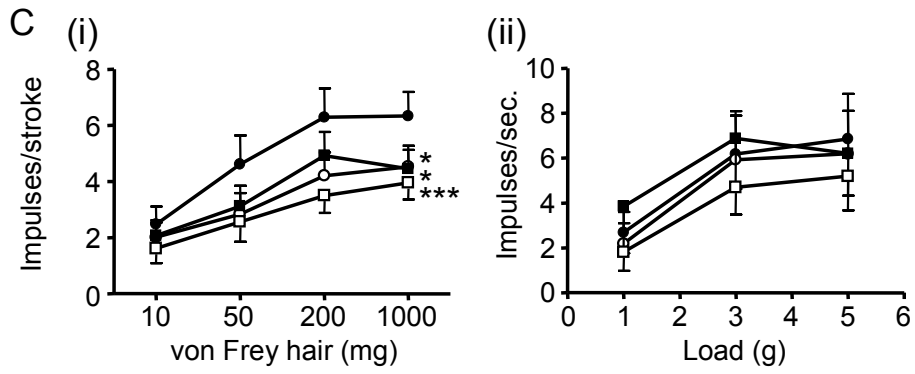 C (i)
Impulses/stroke
8
6
4
2
0
*
*
***
10 50 200 1000
von Frey hair (mg)
(ii)
Impulses/sec.
10
8
6
4
2
0
0 1 2 3 4 5 6
Load (g)